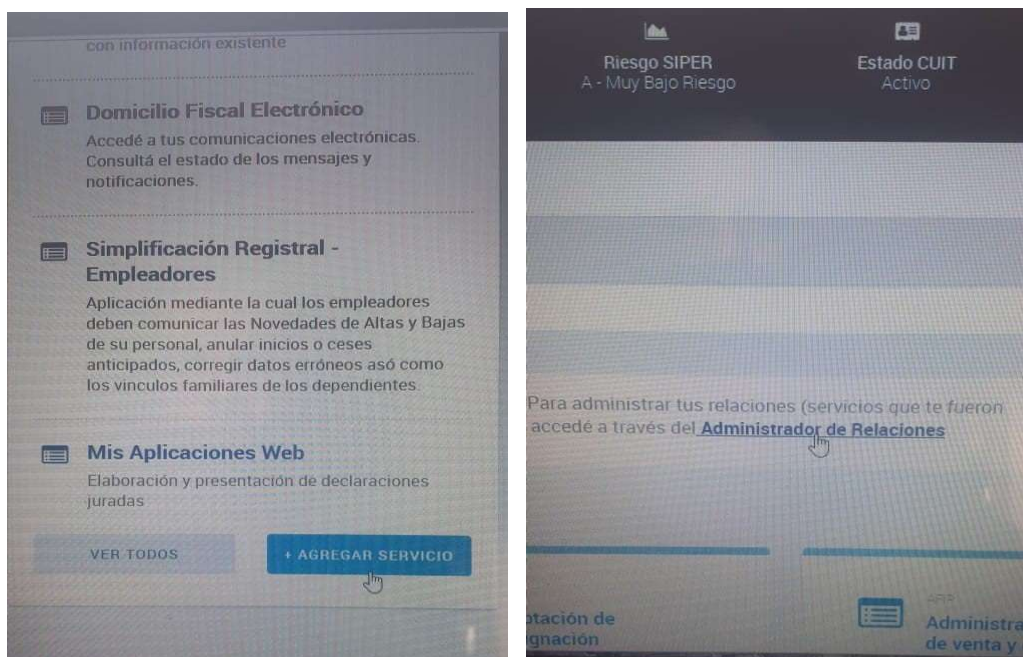 con información existente
Domicilio Fiscal Electrónico
Accedé a tus comunicaciones electrónicas.
Consultá el estado de los mensajes y
notificaciones.
Simplificación Registral -
Empleadores
Aplicación mediante la cual los empleadores
deben comunicar las Novedades de Altas y Bajas
de su personal, anular inicios o ceses
anticipados, corregir datos erróneos asó como
los vinculos familiares de los dependientes.
Mis Aplicaciones Web
Elaboración y presentación de declaraciones
juradas
VER TODOS
+ AGREGAR SERVICIO
Riesgo SIPER
A - Muy Bajo Riesgo
Estado CUIT
Activo
Para administrar tus relaciones (servicios que te fueron
accedé a través del Administrador de Relaciones
otación de
ignación
AFIP
Administra
de venta y